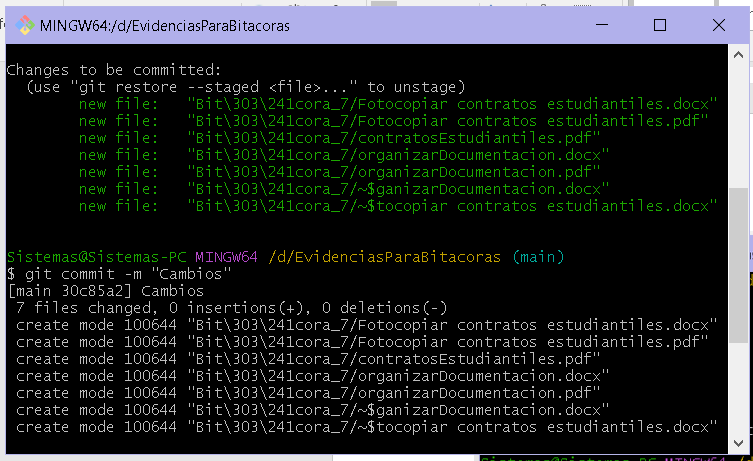 MINGW64:/d/EvidenciasParaBitacoras
Changes to be committed:
  (use "git restore --staged <file>..." to unstage)
        new file:   "Bit\303\241cora_7/Fotocopiar contratos estudiantiles.docx"
        new file:   "Bit\303\241cora_7/Fotocopiar contratos estudiantiles.pdf"
        new file:   "Bit\303\241cora_7/contratosEstudiantiles.pdf"
        new file:   "Bit\303\241cora_7/organizarDocumentacion.docx"
        new file:   "Bit\303\241cora_7/organizarDocumentacion.pdf"
        new file:   "Bit\303\241cora_7/~$ganizarDocumentacion.docx"
        new file:   "Bit\303\241cora_7/~$tocopiar contratos estudiantiles.docx"
Sistemas@Sistemas-PC MINGW64 /d/EvidenciasParaBitacoras (main)
$ git commit -m "Cambios"
[main 30c85a2] Cambios
 7 files changed, 0 insertions(+), 0 deletions(-)
 create mode 100644 "Bit\303\241cora_7/Fotocopiar contratos estudiantiles.docx"
 create mode 100644 "Bit\303\241cora_7/Fotocopiar contratos estudiantiles.pdf"
 create mode 100644 "Bit\303\241cora_7/contratosEstudiantiles.pdf"
 create mode 100644 "Bit\303\241cora_7/organizarDocumentacion.docx"
 create mode 100644 "Bit\303\241cora_7/organizarDocumentacion.pdf"
 create mode 100644 "Bit\303\241cora_7/~$ganizarDocumentacion.docx"
 create mode 100644 "Bit\303\241cora_7/~$tocopiar contratos estudiantiles.docx"
Sistemas@Sistemas-PC MINGW64